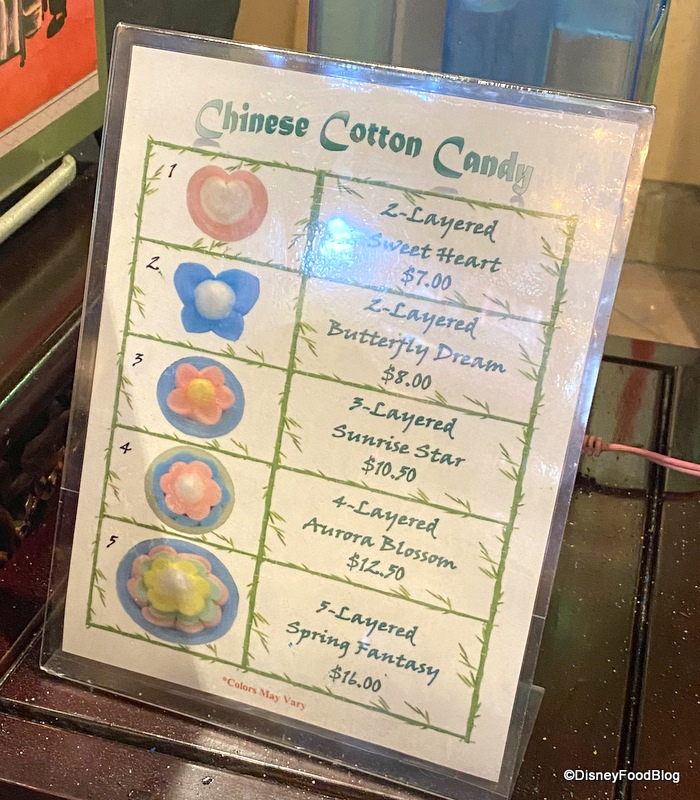 Chinese Cotton Candy
1
2-Layered
Sweet Heart
$7.00
2
2-Layered
Butterfly Dream
$8.00
3
3-Layered
Sunrise Star
$10.50
4
4-Layered
Aurora Blossom
$12.50
5
5-Layered
Spring Fantasy
$16.00
*Colors May Vary
©DisneyFoodBlog